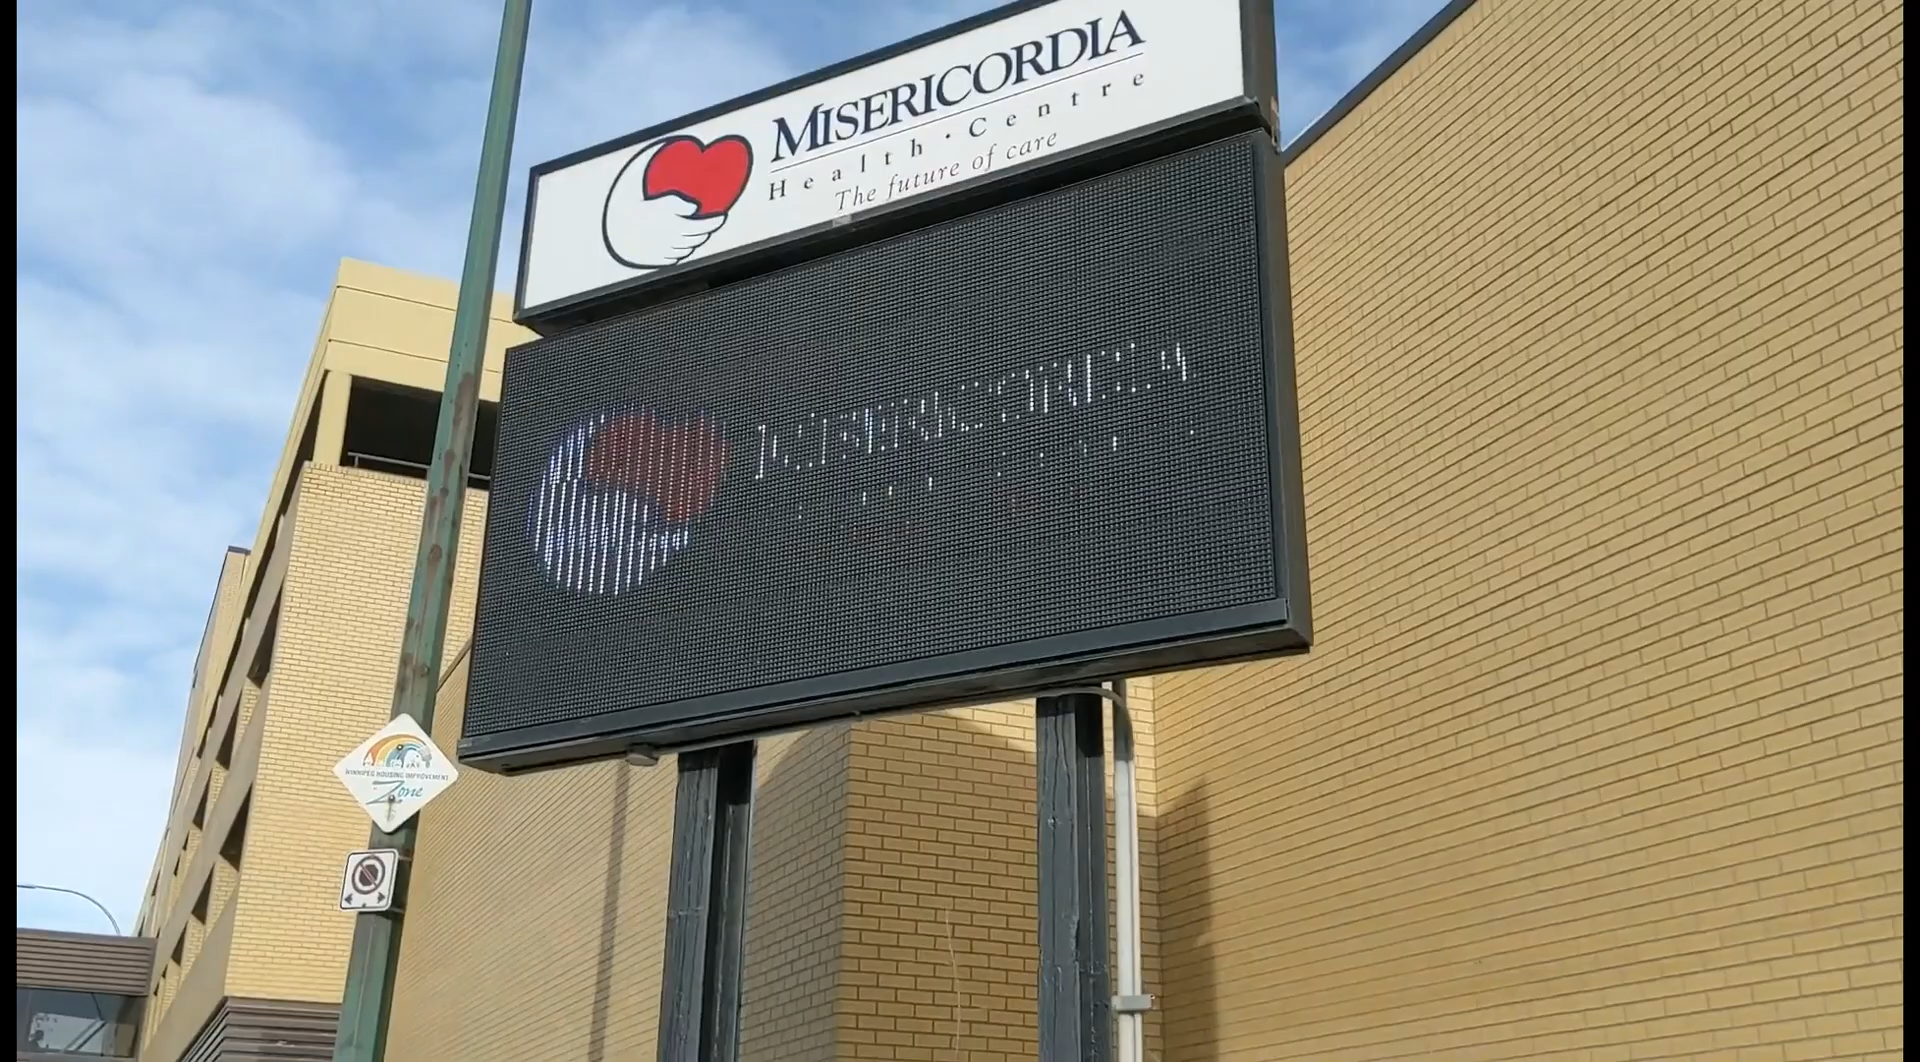 MISERICORDIA
Health • Centre
The future of care
MISERICORDIA
WINNIPEG HOUSING IMPROVEMENT
Zone